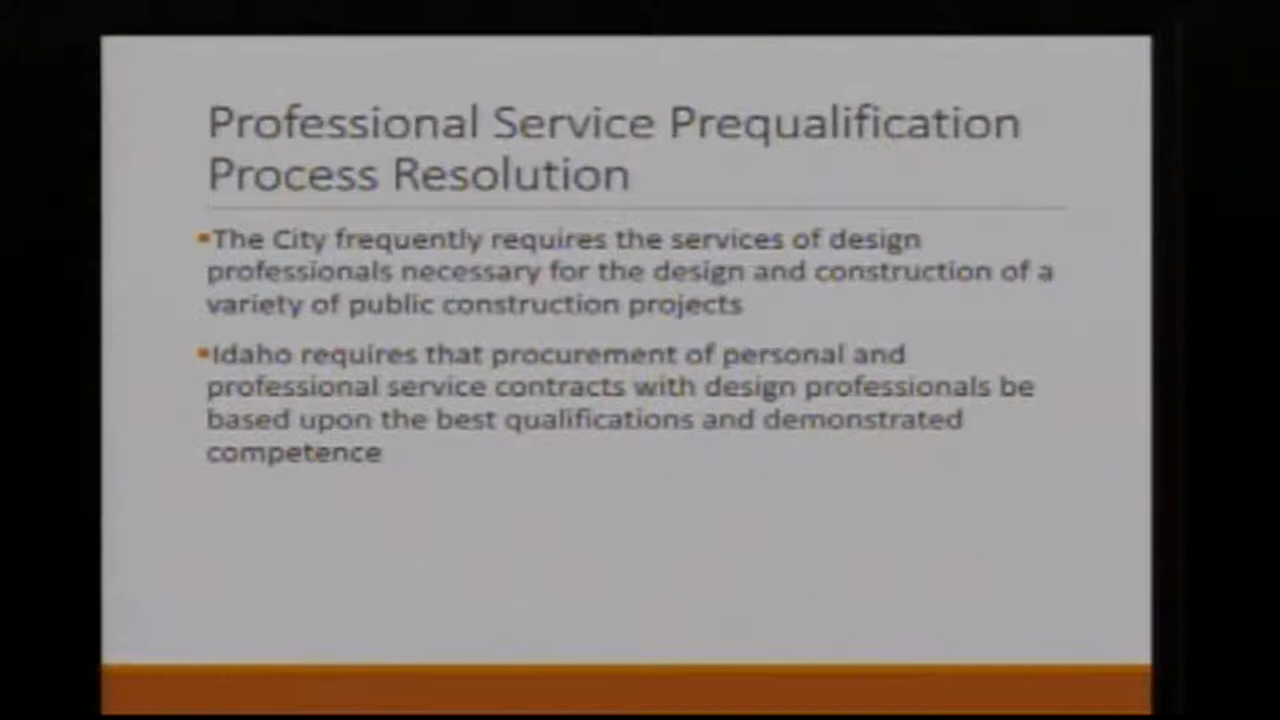 Professional Service Prequalification
Process Resolution
▪The City frequently requires the services of design
professionals necessary for the design and construction of a
variety of public construction projects
▪Idaho requires that procurement of personal and
professional service contracts with design professionals be
based upon the best qualifications and demonstrated
competence